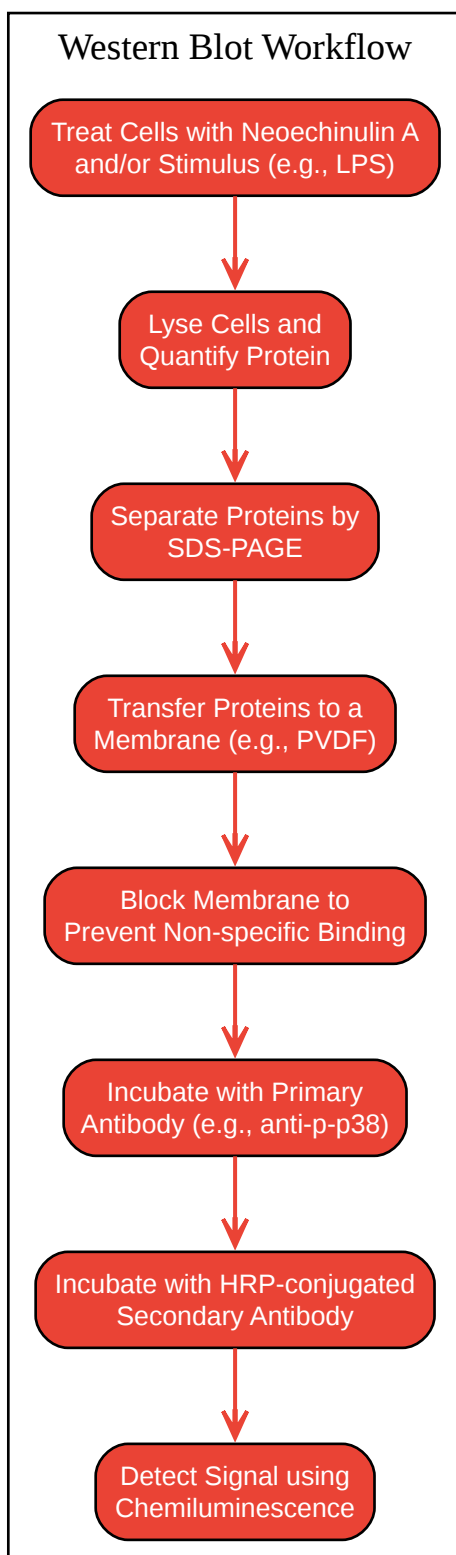 Western Blot Workflow
Treat Cells with Neoechinulin A
and/or Stimulus (e.g., LPS)
Lyse Cells and
Quantify Protein
Separate Proteins by
SDS-PAGE
Transfer Proteins to a
Membrane (e.g., PVDF)
Block Membrane to
Prevent Non-specific Binding
Incubate with Primary
Antibody (e.g., anti-p-p38)
Incubate with HRP-conjugated
Secondary Antibody
Detect Signal using
Chemiluminescence